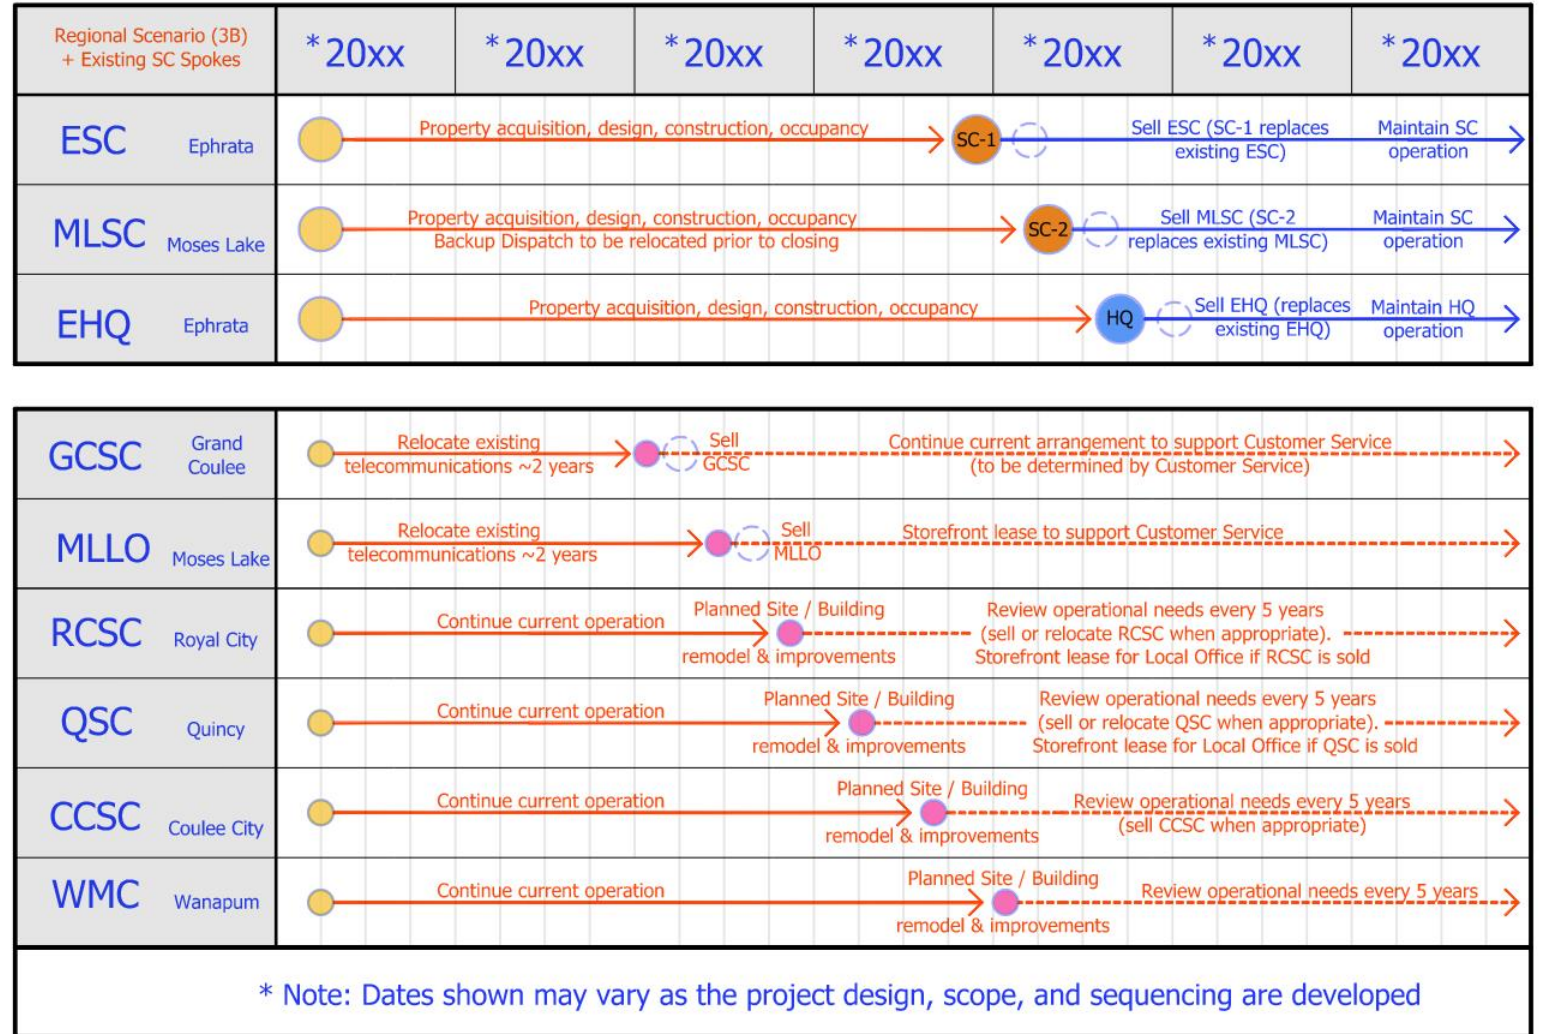 Regional Scenario (3B)
+ Existing SC Spokes
*20xx *20xx *20xx *20xx *20xx *20xx *20xx
ESC Ephrata
Property acquisition, design, construction, occupancy
SC-1
Sell ESC (SC-1 replaces
existing ESC)
Maintain SC
operation
MLSC Moses Lake
Property acquisition, design, construction, occupancy
Backup Dispatch to be relocated prior to closing
SC-2
Sell MLSC (SC-2
replaces existing MLSC)
Maintain SC
operation
EHQ Ephrata
Property acquisition, design, construction, occupancy
HQ
Sell EHQ (replaces
existing EHQ)
Maintain HQ
operation
GCSC Grand
Coulee
Relocate existing
telecommunications ~2 years
Sell
GCSC
Continue current arrangement to support Customer Service
(to be determined by Customer Service)
MLLO Moses Lake
Relocate existing
telecommunications ~2 years
Sell
MLLO
Storefront lease to support Customer Service
RCSC Royal City
Continue current operation
Planned Site / Building
remodel & improvements
Review operational needs every 5 years
(sell or relocate RCSC when appropriate).
Storefront lease for Local Office if RCSC is sold
QSC Quincy
Continue current operation
Planned Site / Building
remodel & improvements
Review operational needs every 5 years
(sell or relocate QSC when appropriate).
Storefront lease for Local Office if QSC is sold
CCSC Coulee City
Continue current operation
Planned Site / Building
remodel & improvements
Review operational needs every 5 years
(sell CCSC when appropriate)
WMC Wanapum
Continue current operation
Planned Site / Building
remodel & improvements
Review operational needs every 5 years
* Note: Dates shown may vary as the project design, scope, and sequencing are developed